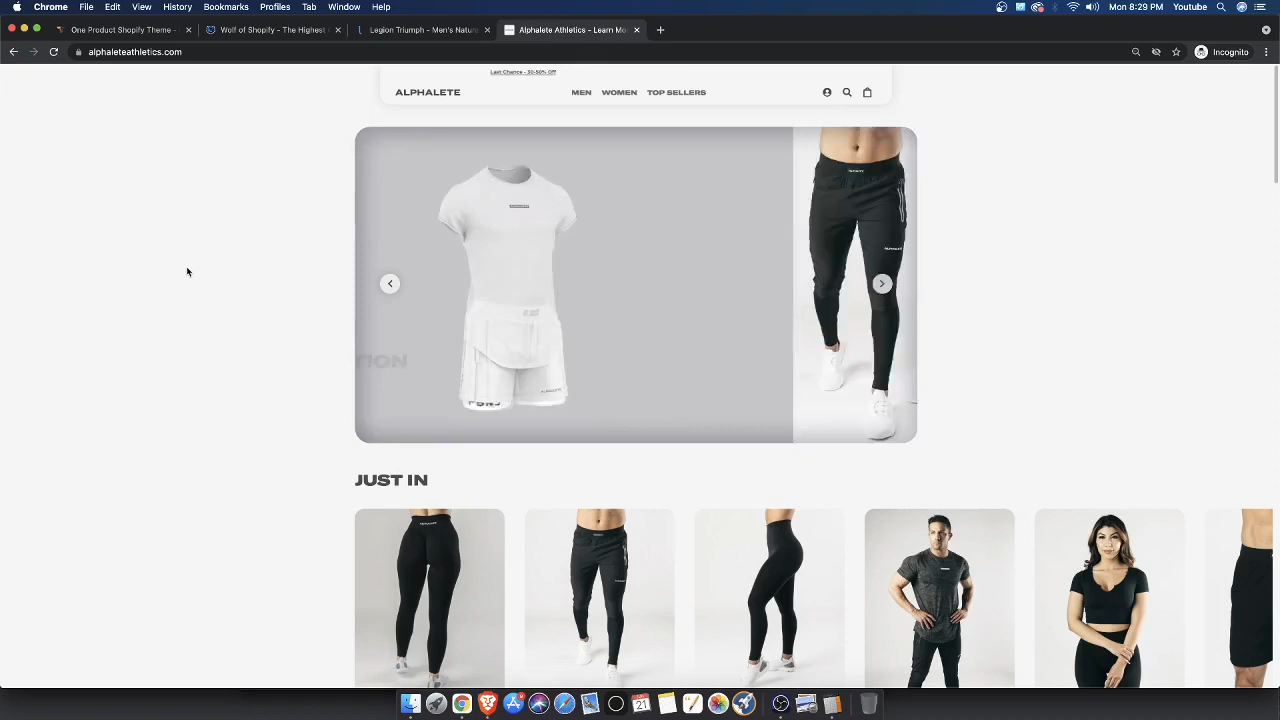 Chrome File Edit View History Bookmarks Profiles Tab Window Help
Mon 8:29 PM Youtube
One Product Shopify Theme - Wolf of Shopify - The Highest Legion Triumph - Men's Natur Alphalete Athletics - Learn Mo
alphaleteathletics.com
Incognito
Last Chance - 30-50% Off
ALPHALETE MEN WOMEN TOP SELLERS
TION
JUST IN